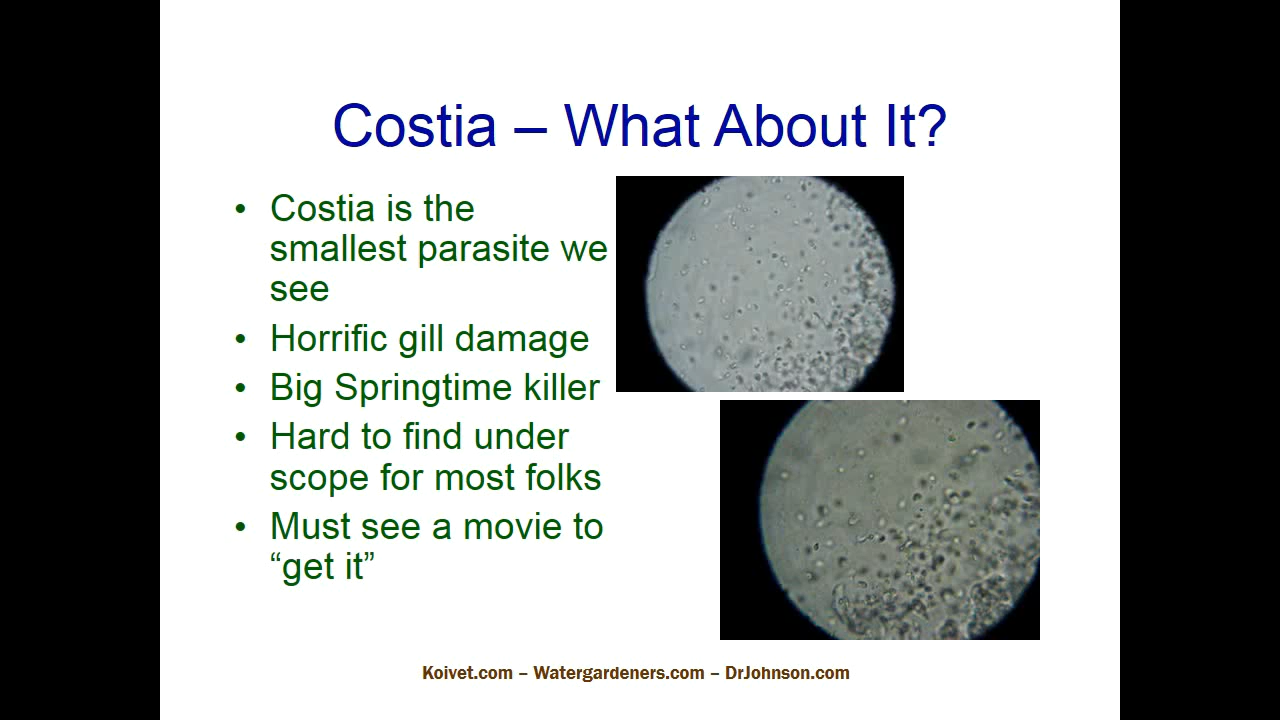 Costia – What About It?
• Costia is the
smallest parasite we
see
• Horrific gill damage
• Big Springtime killer
• Hard to find under
scope for most folks
• Must see a movie to
“get it”
Koivet.com – Watergardeners.com – DrJohnson.com